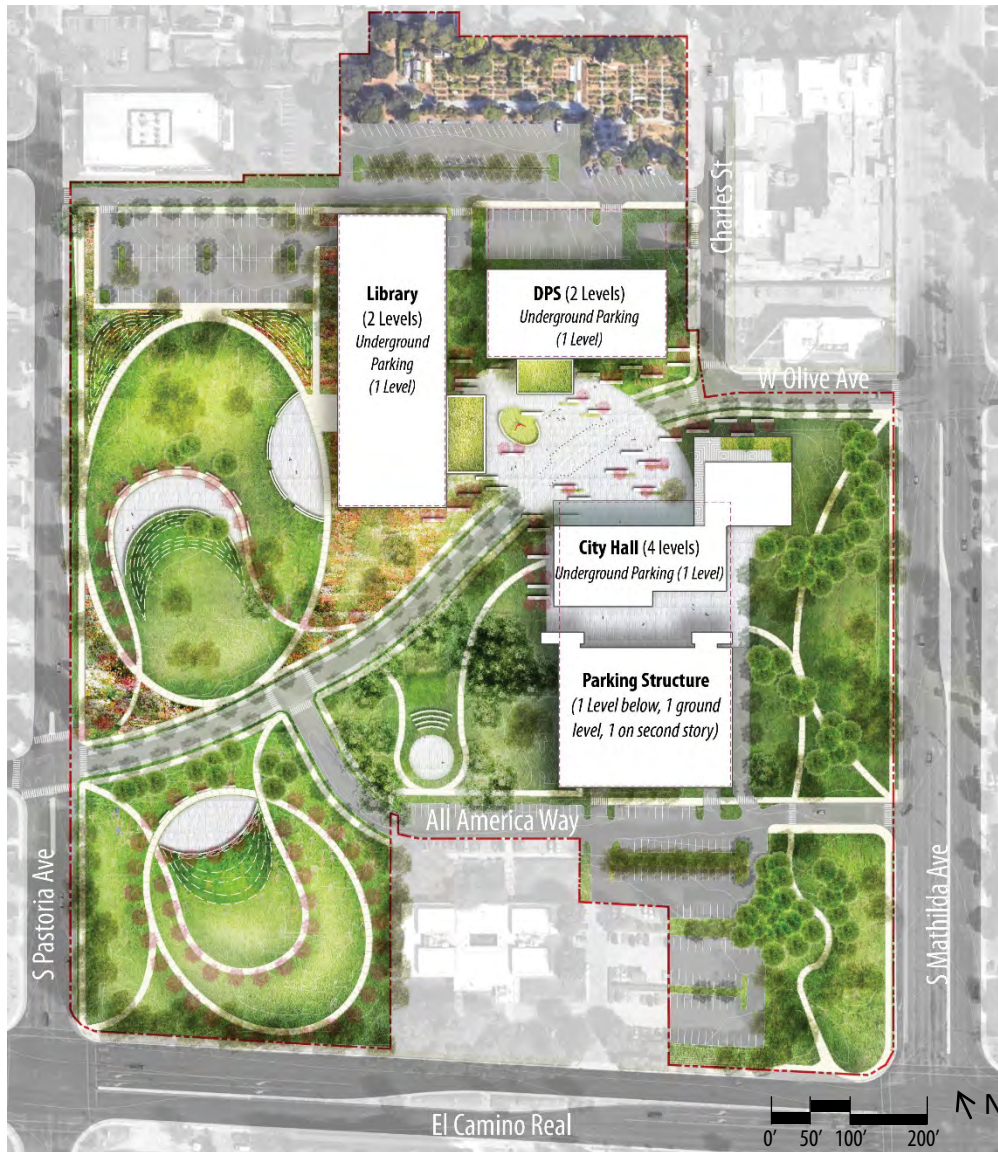 Charles St
Library
(2 Levels)
Underground
Parking
(1 Level)
DPS (2 Levels)
Underground Parking
(1 Level)
W Olive Ave
City Hall (4 levels)
Underground Parking (1 Level)
Parking Structure
(1 Level below, 1 ground
level, 1 on second story)
All America Way
S Pastoria Ave
S Mathilda Ave
El Camino Real
N
0' 50' 100' 200'